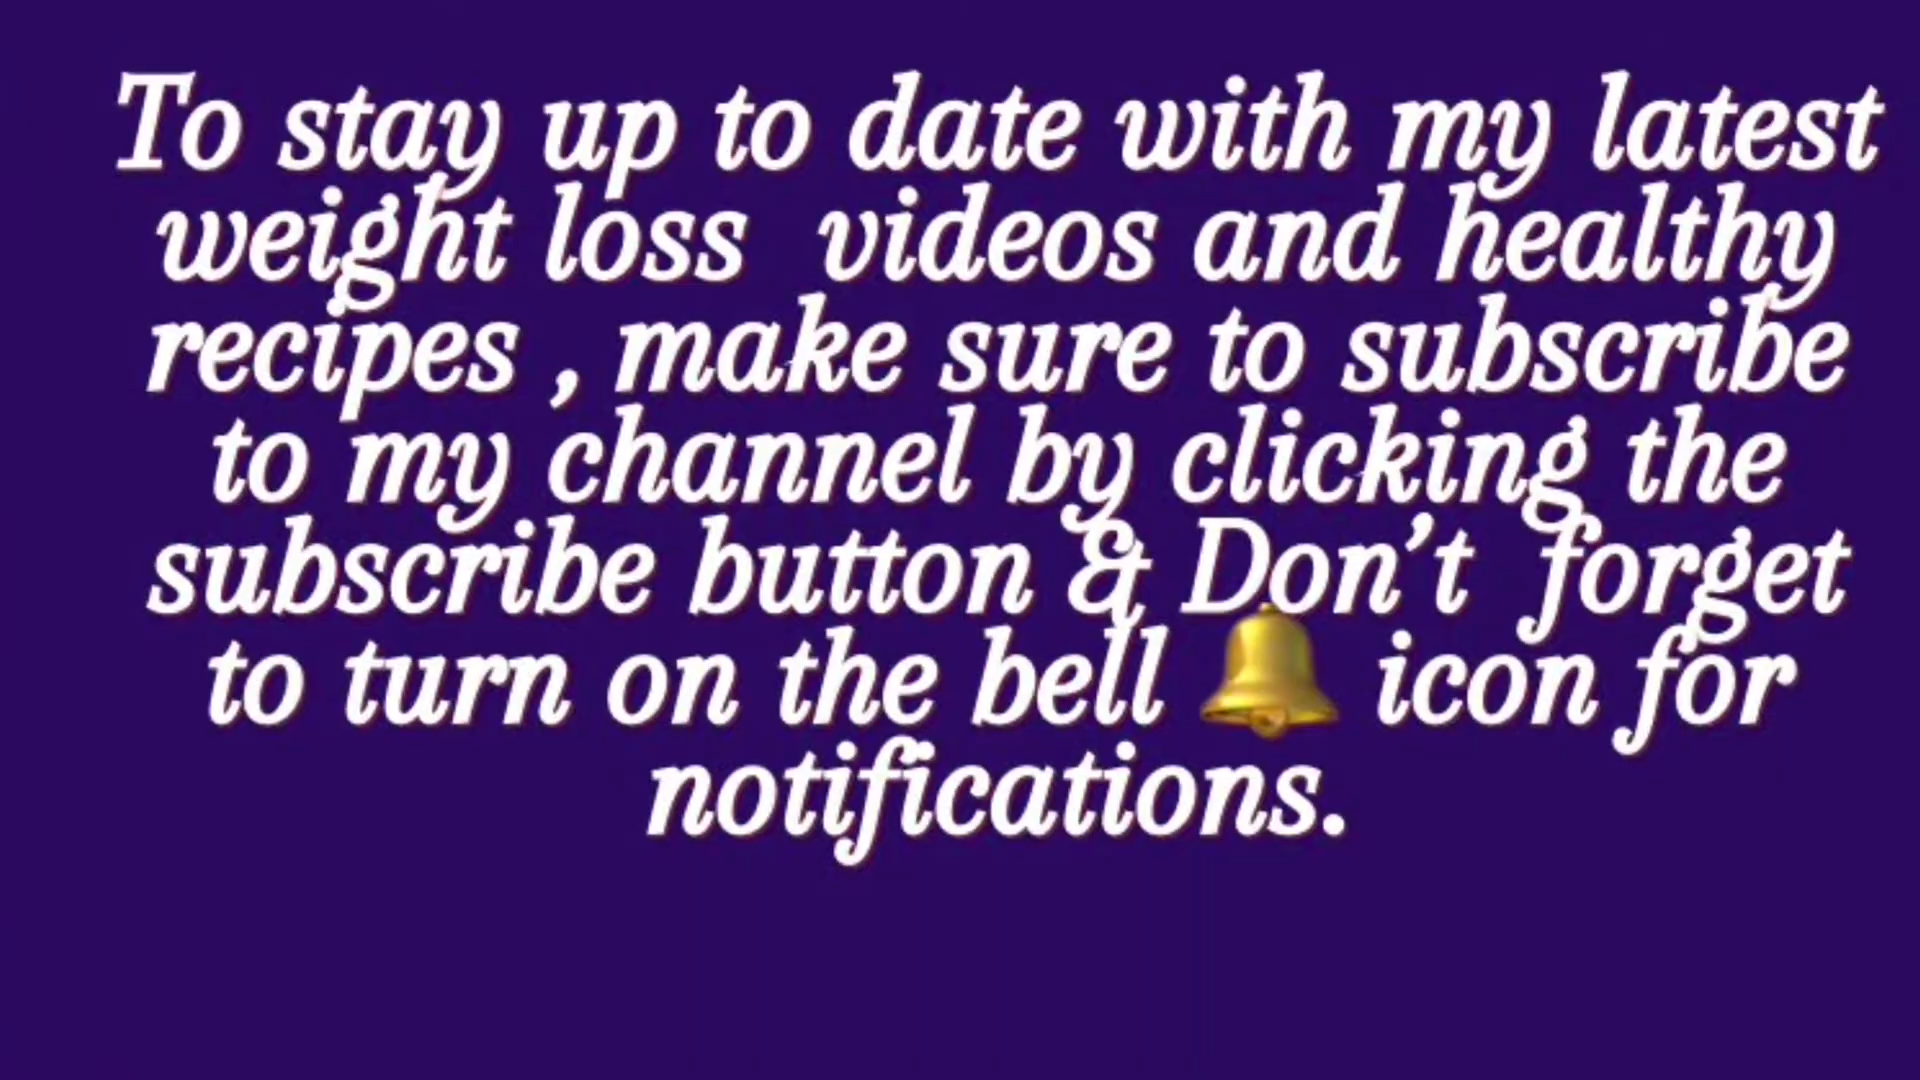 To stay up to date with my latest
weight loss  videos and healthy
recipes , make sure to subscribe
to my channel by clicking the
subscribe button & Don’t  forget
to turn on the bell 🔔 icon for
notifications.